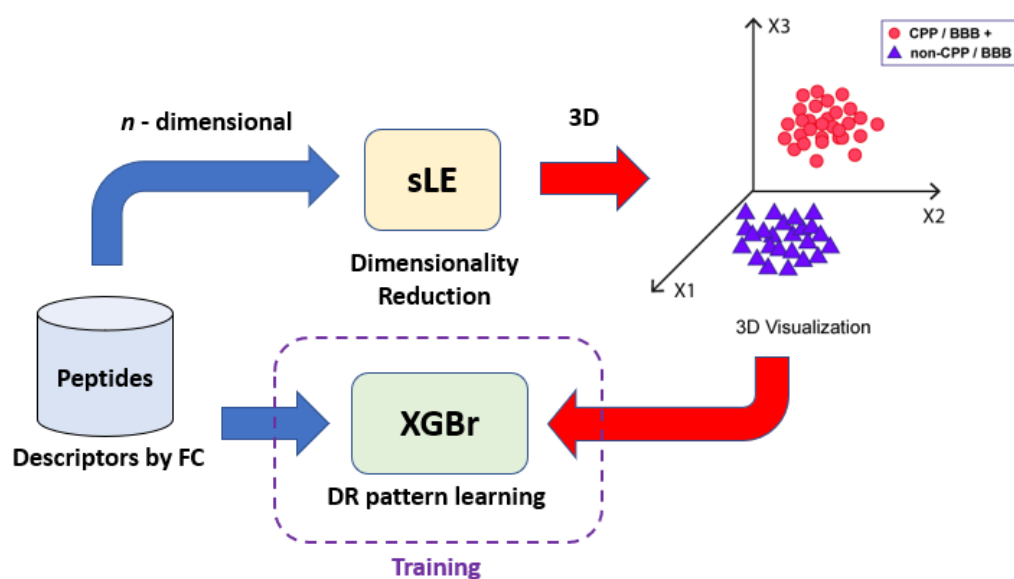 n - dimensional
sLE
Dimensionality
Reduction
3D
X3
CPP / BBB +
non-CPP / BBB
X2
X1
3D Visualization
Peptides
Descriptors by FC
XGBr
DR pattern learning
Training